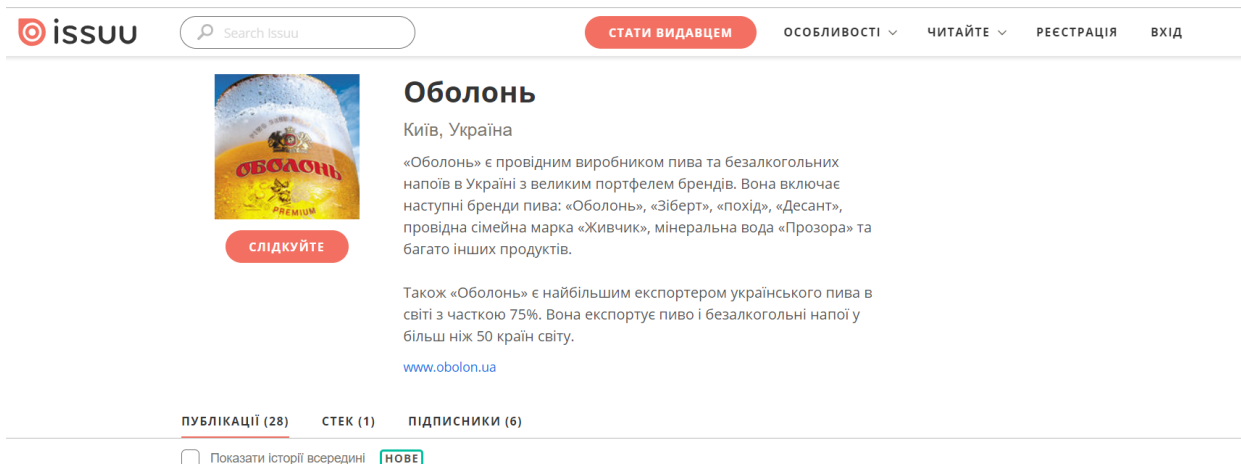 issuu
Search Issuu
СТАТИ ВИДАВЦЕМ
ОСОБЛИВОСТІ
ЧИТАЙТЕ
РЕЄСТРАЦІЯ
ВХІД
ОБОЛОНЬ
PREMIUM
СЛІДКУЙТЕ
Оболонь
Київ, Україна
«Оболонь» є провідним виробником пива та безалкогольних
напоїв в Україні з великим портфелем брендів. Вона включає
наступні бренди пива: «Оболонь», «Зіберт», «похід», «Десант»,
провідна сімейна марка «Живчик», мінеральна вода «Прозора» та
багато інших продуктів.
Також «Оболонь» є найбільшим експортером українського пива в
світі з часткою 75%. Вона експортує пиво і безалкогольні напої у
більш ніж 50 країн світу.
www.obolon.ua
ПУБЛІКАЦІЇ (28)
СТЕК (1)
ПІДПИСНИКИ (6)
Показати історії всередині
НОВЕ